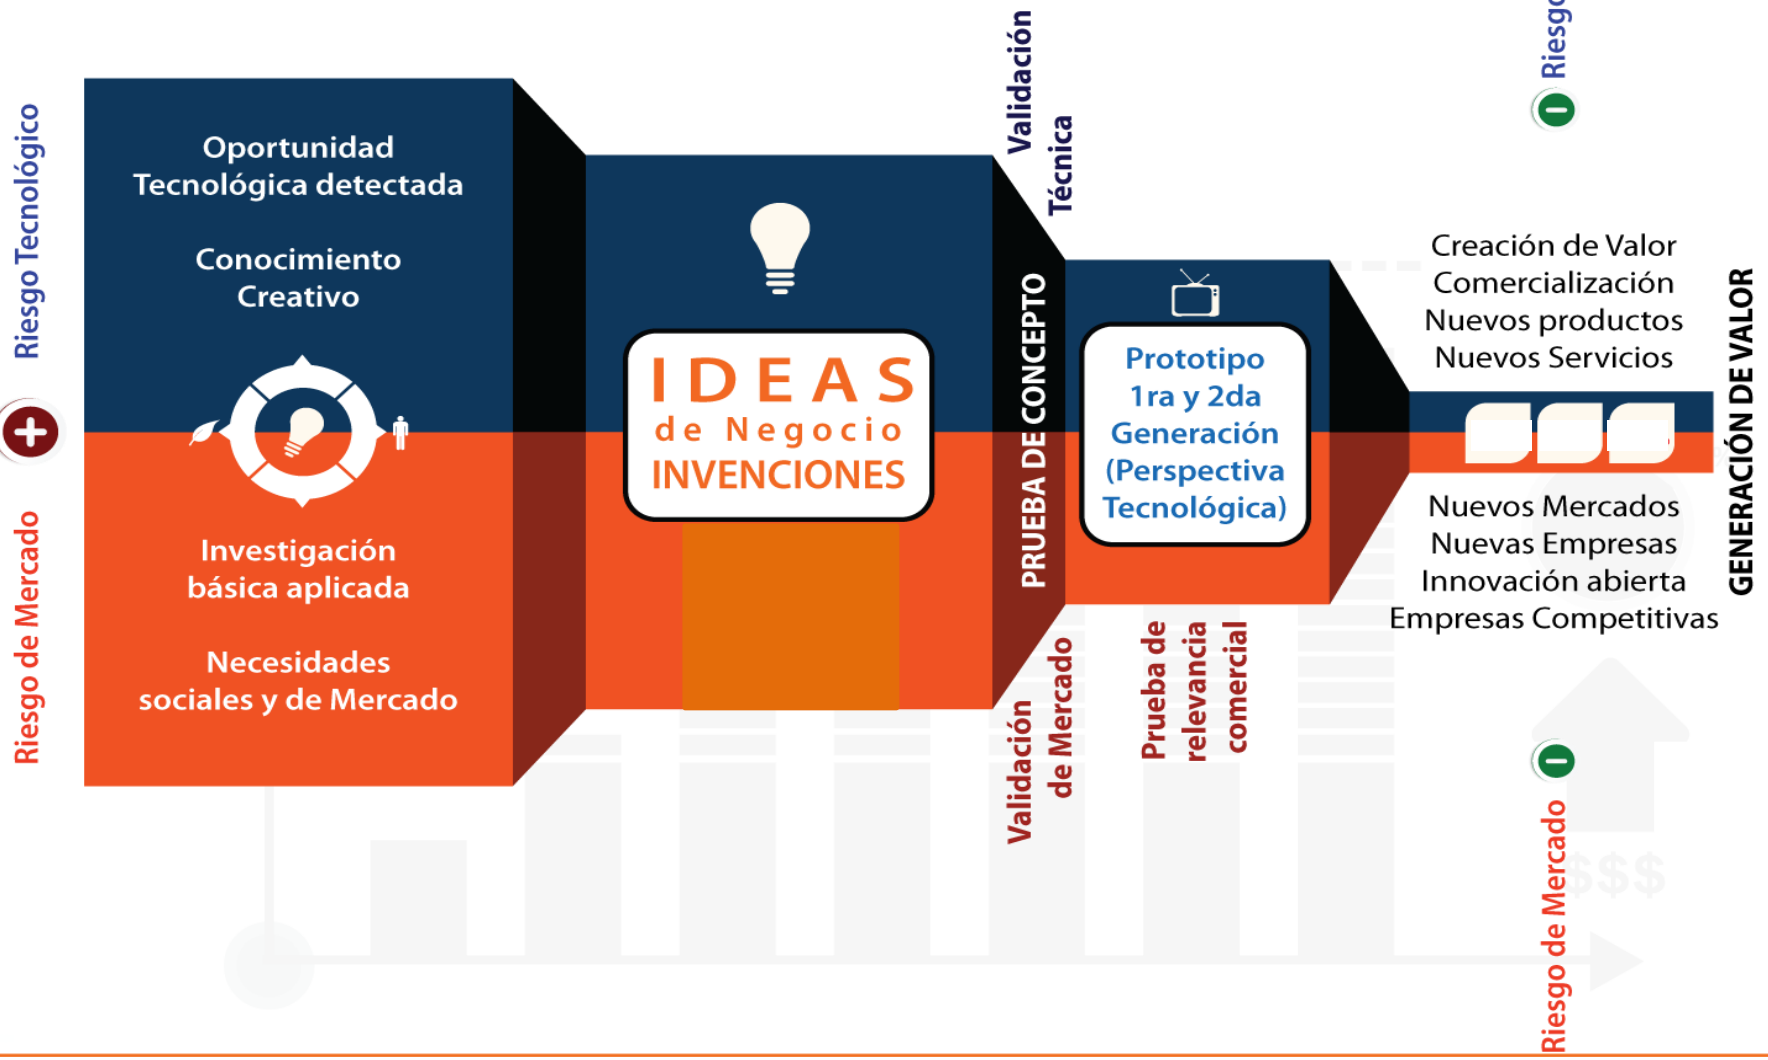 Riesgo Tecnológico
Riesgo de Mercado
Oportunidad
Tecnológica detectada
Conocimiento
Creativo
Investigación
básica aplicada
Necesidades
sociales y de Mercado
IDEAS
de Negocio
INVENCIONES
Validación
Técnica
PRUEBA DE CONCEPTO
Validación
de Mercado
Prototipo
1ra y 2da
Generación
(Perspectiva
Tecnológica)
Prueba de
relevancia
comercial
Riesgo
Creación de Valor
Comercialización
Nuevos productos
Nuevos Servicios
Nuevos Mercados
Nuevas Empresas
Innovación abierta
Empresas Competitivas
GENERACIÓN DE VALOR
Riesgo de Mercado
$$$